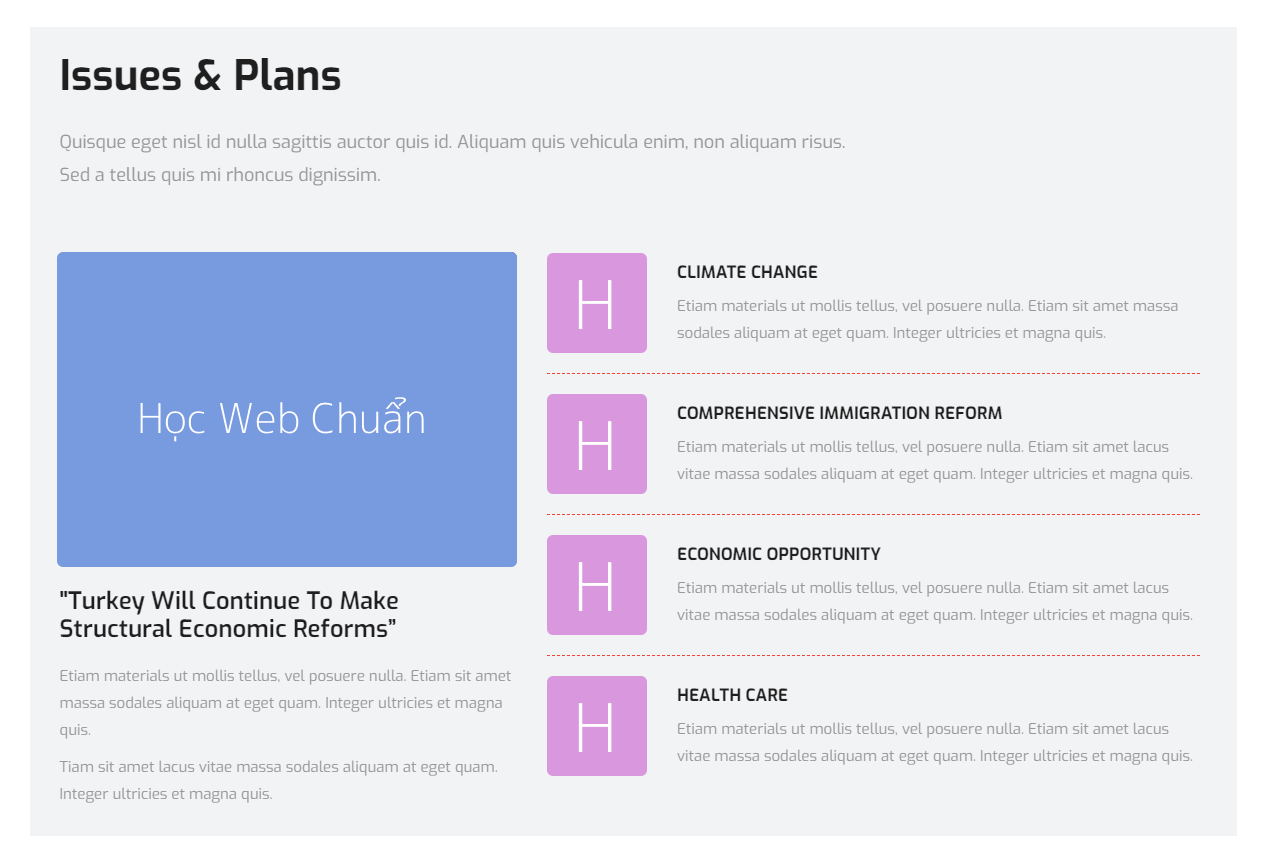 Issues & Plans
Quisque eget nisl id nulla sagittis auctor quis id. Aliquam quis vehicula enim, non aliquam risus.
Sed a tellus quis mi rhoncus dignissim.
Học Web Chuẩn
"Turkey Will Continue To Make
Structural Economic Reforms”
Etiam materials ut mollis tellus, vel posuere nulla. Etiam sit amet
massa sodales aliquam at eget quam. Integer ultricies et magna
quis.
Tiam sit amet lacus vitae massa sodales aliquam at eget quam.
Integer ultricies et magna quis.
H
CLIMATE CHANGE
Etiam materials ut mollis tellus, vel posuere nulla. Etiam sit amet massa
sodales aliquam at eget quam. Integer ultricies et magna quis.
H
COMPREHENSIVE IMMIGRATION REFORM
Etiam materials ut mollis tellus, vel posuere nulla. Etiam sit amet lacus
vitae massa sodales aliquam at eget quam. Integer ultricies et magna quis.
H
ECONOMIC OPPORTUNITY
Etiam materials ut mollis tellus, vel posuere nulla. Etiam sit amet lacus
vitae massa sodales aliquam at eget quam. Integer ultricies et magna quis.
H
HEALTH CARE
Etiam materials ut mollis tellus, vel posuere nulla. Etiam sit amet lacus
vitae massa sodales aliquam at eget quam. Integer ultricies et magna quis.